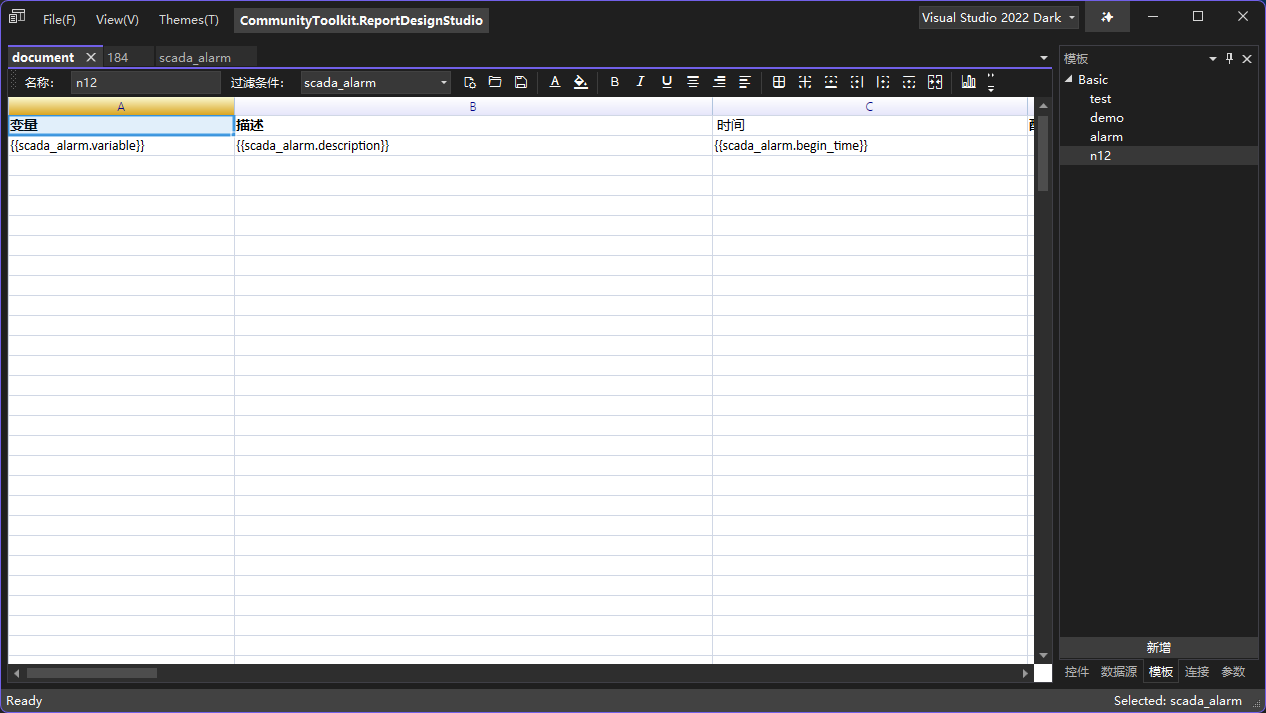 File(F) View(V) Themes(T) CommunityToolkit.ReportDesignStudio Visual Studio 2022 Dark
document 184 scada_alarm
名称: n12 过滤条件: scada_alarm A B I U
A B C
变量 描述 时间
{{scada_alarm.variable}} {{scada_alarm.description}} {{scada_alarm.begin_time}}
模板
Basic
test
demo
alarm
n12
新增
控件 数据源 模板 连接 参数
Ready Selected: scada_alarm